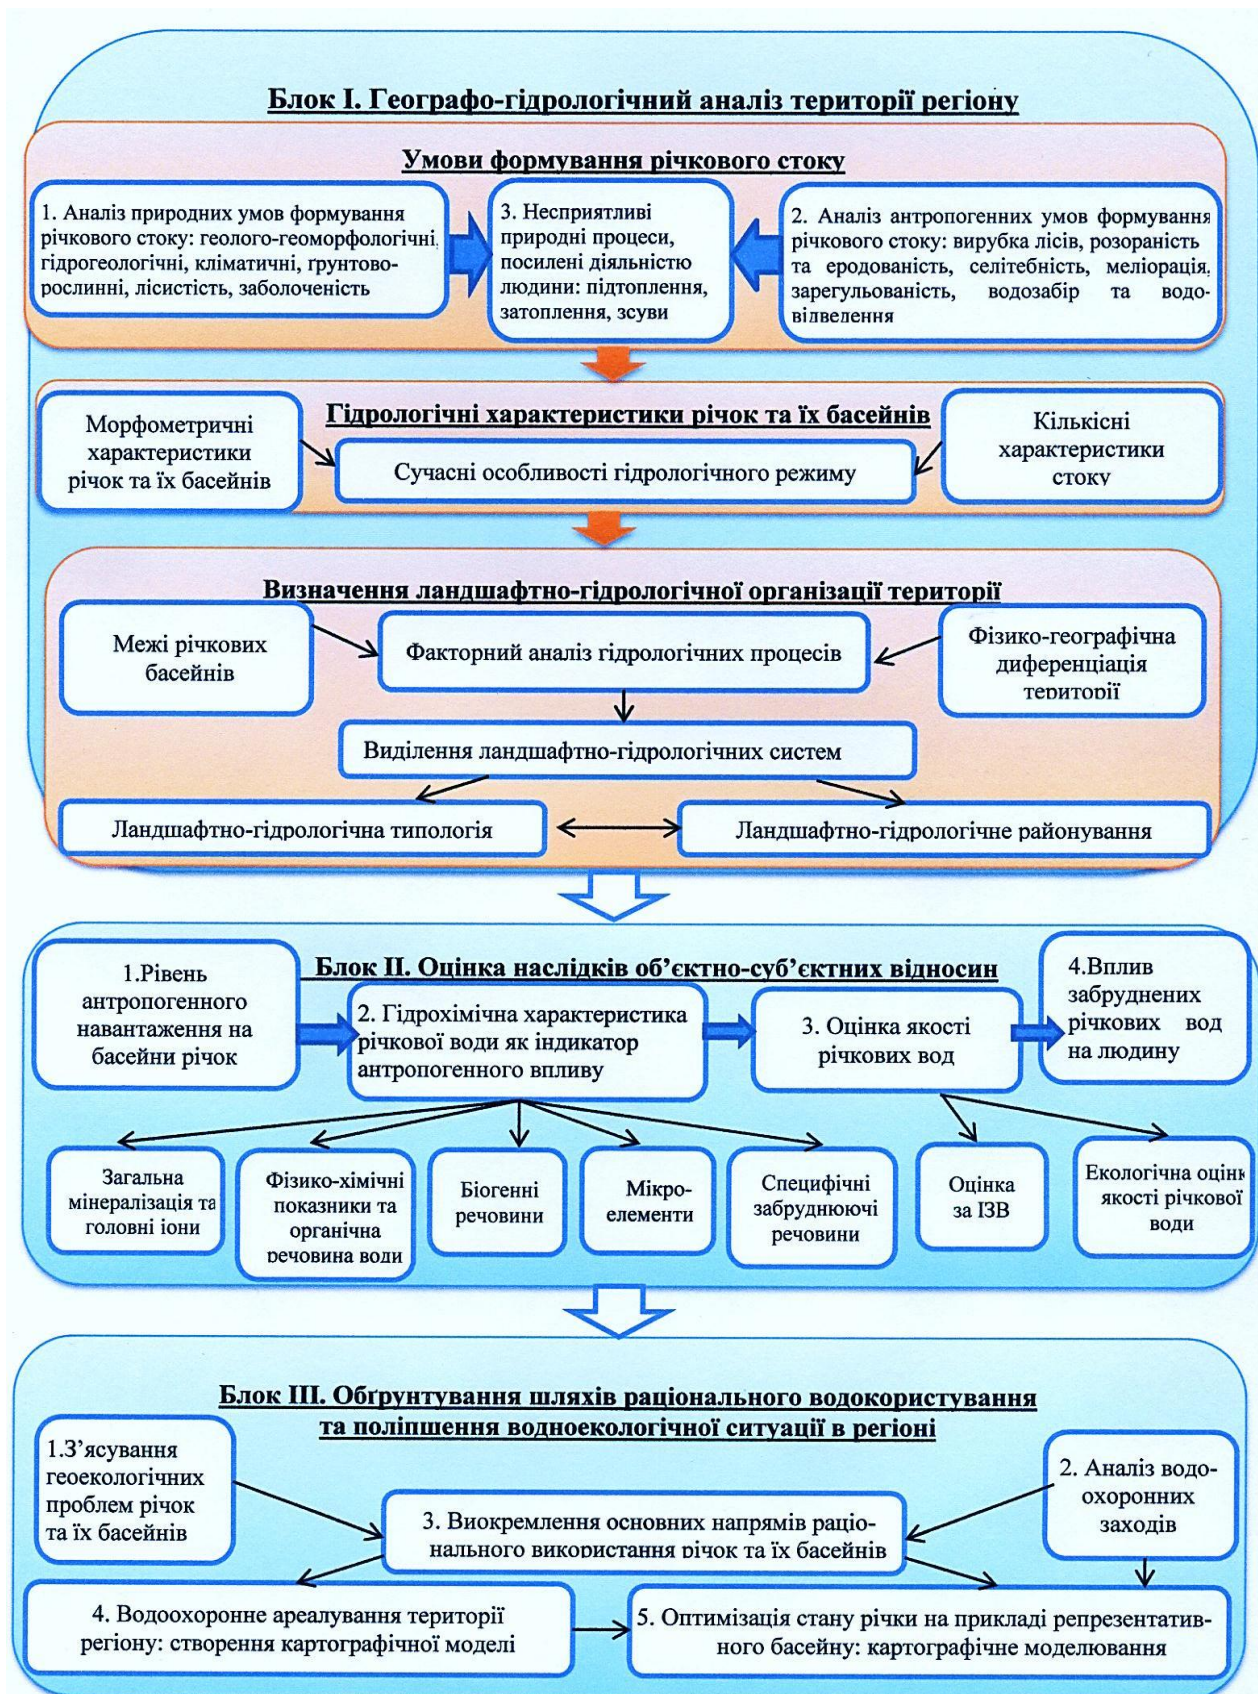 Блок І. Географо-гідрологічний аналіз території регіону
Умови формування річкового стоку
1. Аналіз природних умов формування
річкового стоку: геолого-геоморфологічні,
гідрогеологічні, кліматичні, ґрунтово-
рослинні, лісистість, заболоченість
3. Несприятливі
природні процеси,
посилені діяльністю
людини: підтоплення,
затоплення, зсуви
2. Аналіз антропогенних умов формування
річкового стоку: вирубка лісів, розораність
та еродованість, селітебність, меліорація,
зарегульованість, водозабір та водо-
відведення
Гідрологічні характеристики річок та їх басейнів
Морфометричні
характеристики
річок та їх басейнів
Сучасні особливості гідрологічного режиму
Кількісні
характеристики
стоку
Визначення ландшафтно-гідрологічної організації території
Межі річкових
басейнів
Факторний аналіз гідрологічних процесів
Фізико-географічна
диференціація
території
Виділення ландшафтно-гідрологічних систем
Ландшафтно-гідрологічна типологія
Ландшафтно-гідрологічне районування
Блок ІІ. Оцінка наслідків об’єктно-суб’єктних відносин
1.Рівень
антропогенного
навантаження на
басейни річок
2. Гідрохімічна характеристика
річкової води як індикатор
антропогенного впливу
3. Оцінка якості
річкових вод
4.Вплив
забруднених
річкових вод
на людину
Загальна
мінералізація та
головні іони
Фізико-хімічні
показники та
органічна
речовина води
Біогенні
речовини
Мікро-
елементи
Специфічні
забруднюючі
речовини
Оцінка
за ІЗВ
Екологічна оцінк
якості річкової
води
Блок ІІІ. Обґрунтування шляхів раціонального водокористування
та поліпшення водноекологічної ситуації в регіоні
1.З’ясування
геоекологічних
проблем річок
та їх басейнів
2. Аналіз водо-
охоронних
заходів
3. Виокремлення основних напрямів раціо-
нального використання річок та їх басейнів
4. Водоохоронне ареалування території
регіону: створення картографічної моделі
5. Оптимізація стану річки на прикладі репрезентатив-
ного басейну: картографічне моделювання